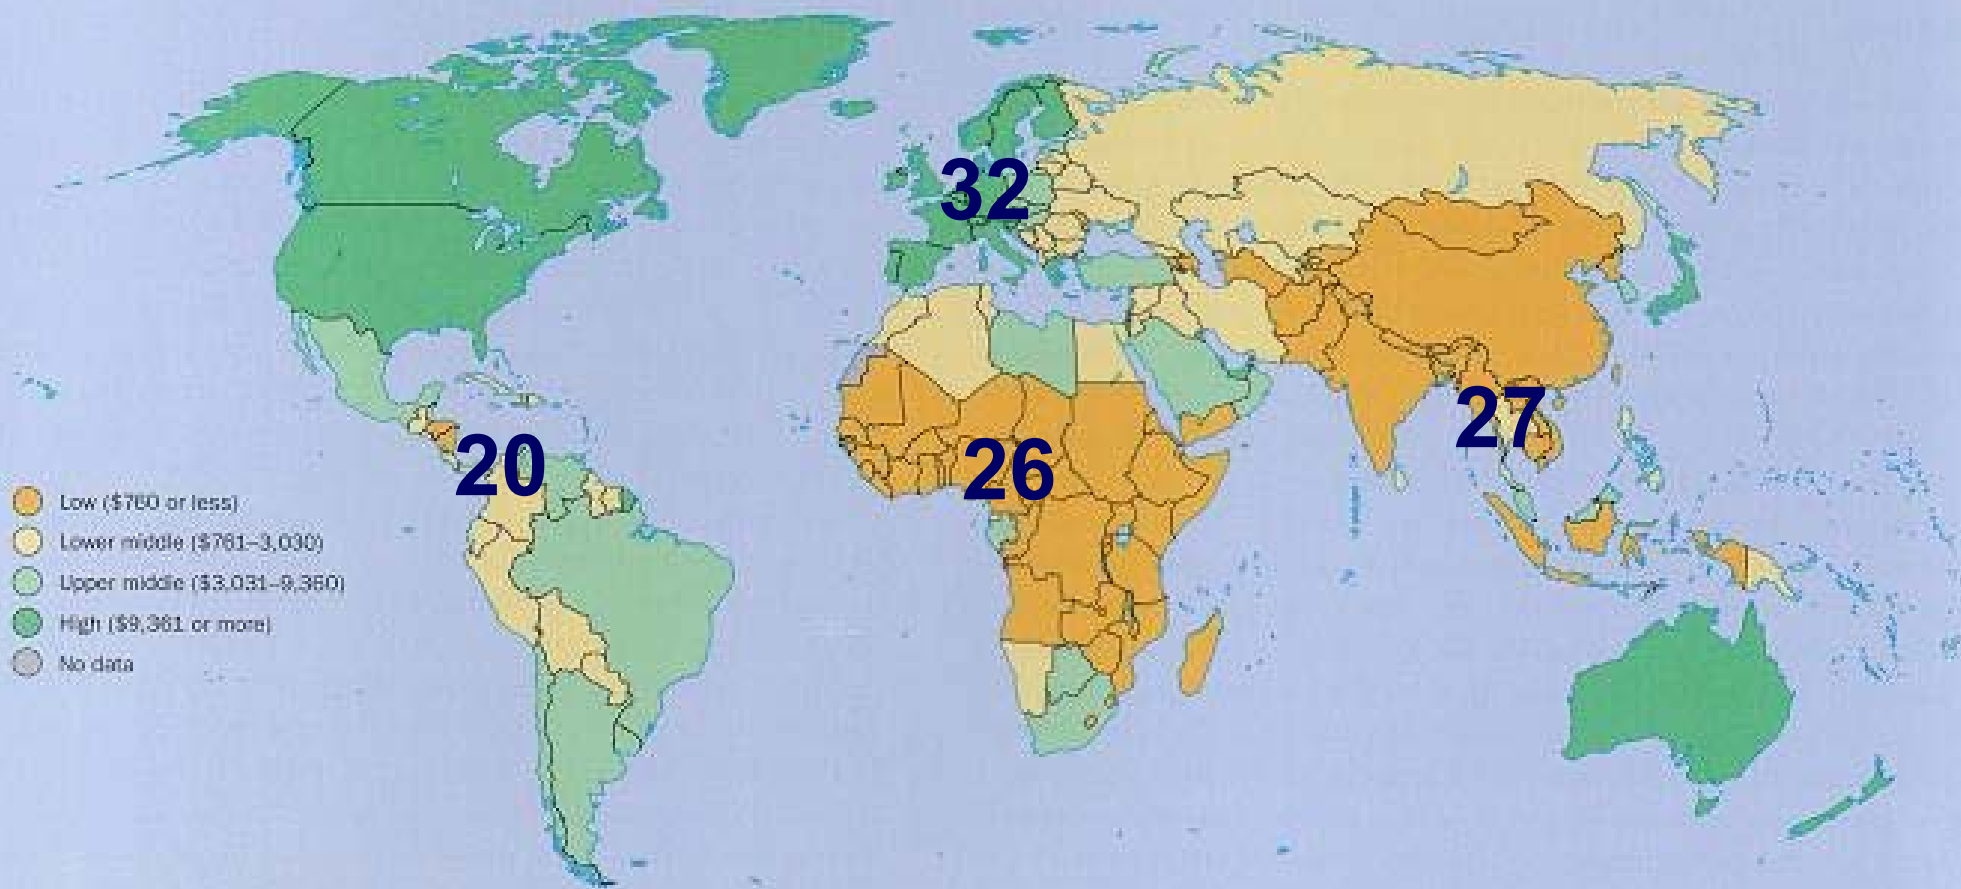 32
27
20
26
Low ($760 or less)
Lower middle ($761–3,030)
Upper middle ($3,031–9,360)
High ($9,361 or more)
No data